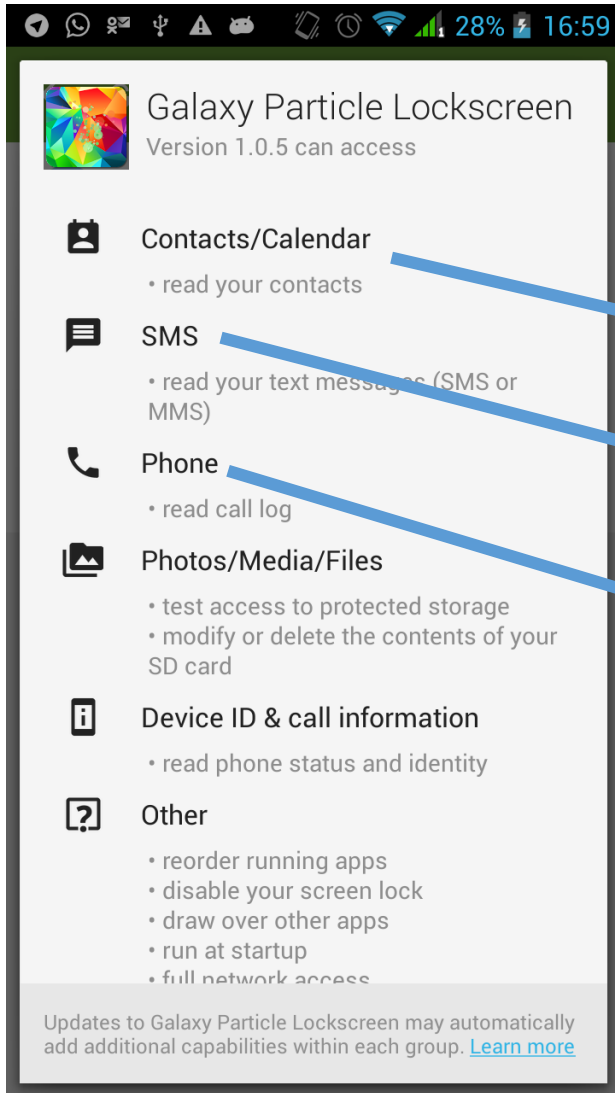 28% 16:59
Galaxy Particle Lockscreen
Version 1.0.5 can access
Contacts/Calendar
• read your contacts
SMS
• read your text messages (SMS or
MMS)
Phone
• read call log
Photos/Media/Files
• test access to protected storage
• modify or delete the contents of your
SD card
Device ID & call information
• read phone status and identity
Other
• reorder running apps
• disable your screen lock
• draw over other apps
• run at startup
• full network access
Updates to Galaxy Particle Lockscreen may automatically
add additional capabilities within each group. Learn more